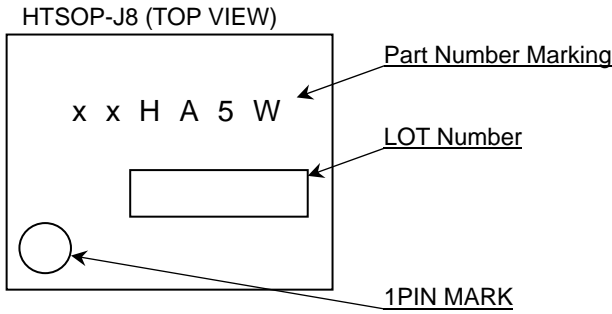 HTSOP-J8 (TOP VIEW)
Part Number Marking
x x H A 5 W
LOT Number
1PIN MARK